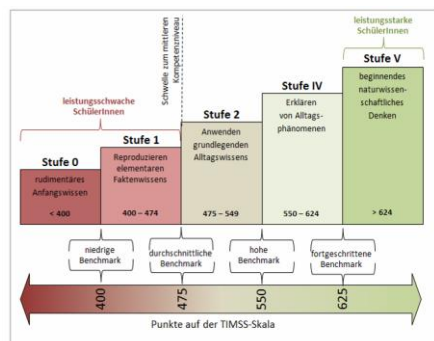 leistungsstarke
SchülerInnen
Schwelle zum mittleren
Kompetenzniveau
leistungsschwache
SchülerInnen
Stufe 0
rudimentäres
Anfangswissen
< 400
Stufe 1
Reproduzieren
elementaren
Faktenwissens
400 – 474
Stufe 2
Anwenden
grundlegenden
Alltagswissens
475 – 549
Stufe IV
Erklären
von Alltags-
phänomenen
550 – 624
Stufe V
beginnendes
naturwissen-
schaftliches
Denken
> 624
niedrige
Benchmark
durchschnittliche
Benchmark
hohe
Benchmark
fortgeschrittene
Benchmark
400
475
550
625
Punkte auf der TIMSS-Skala